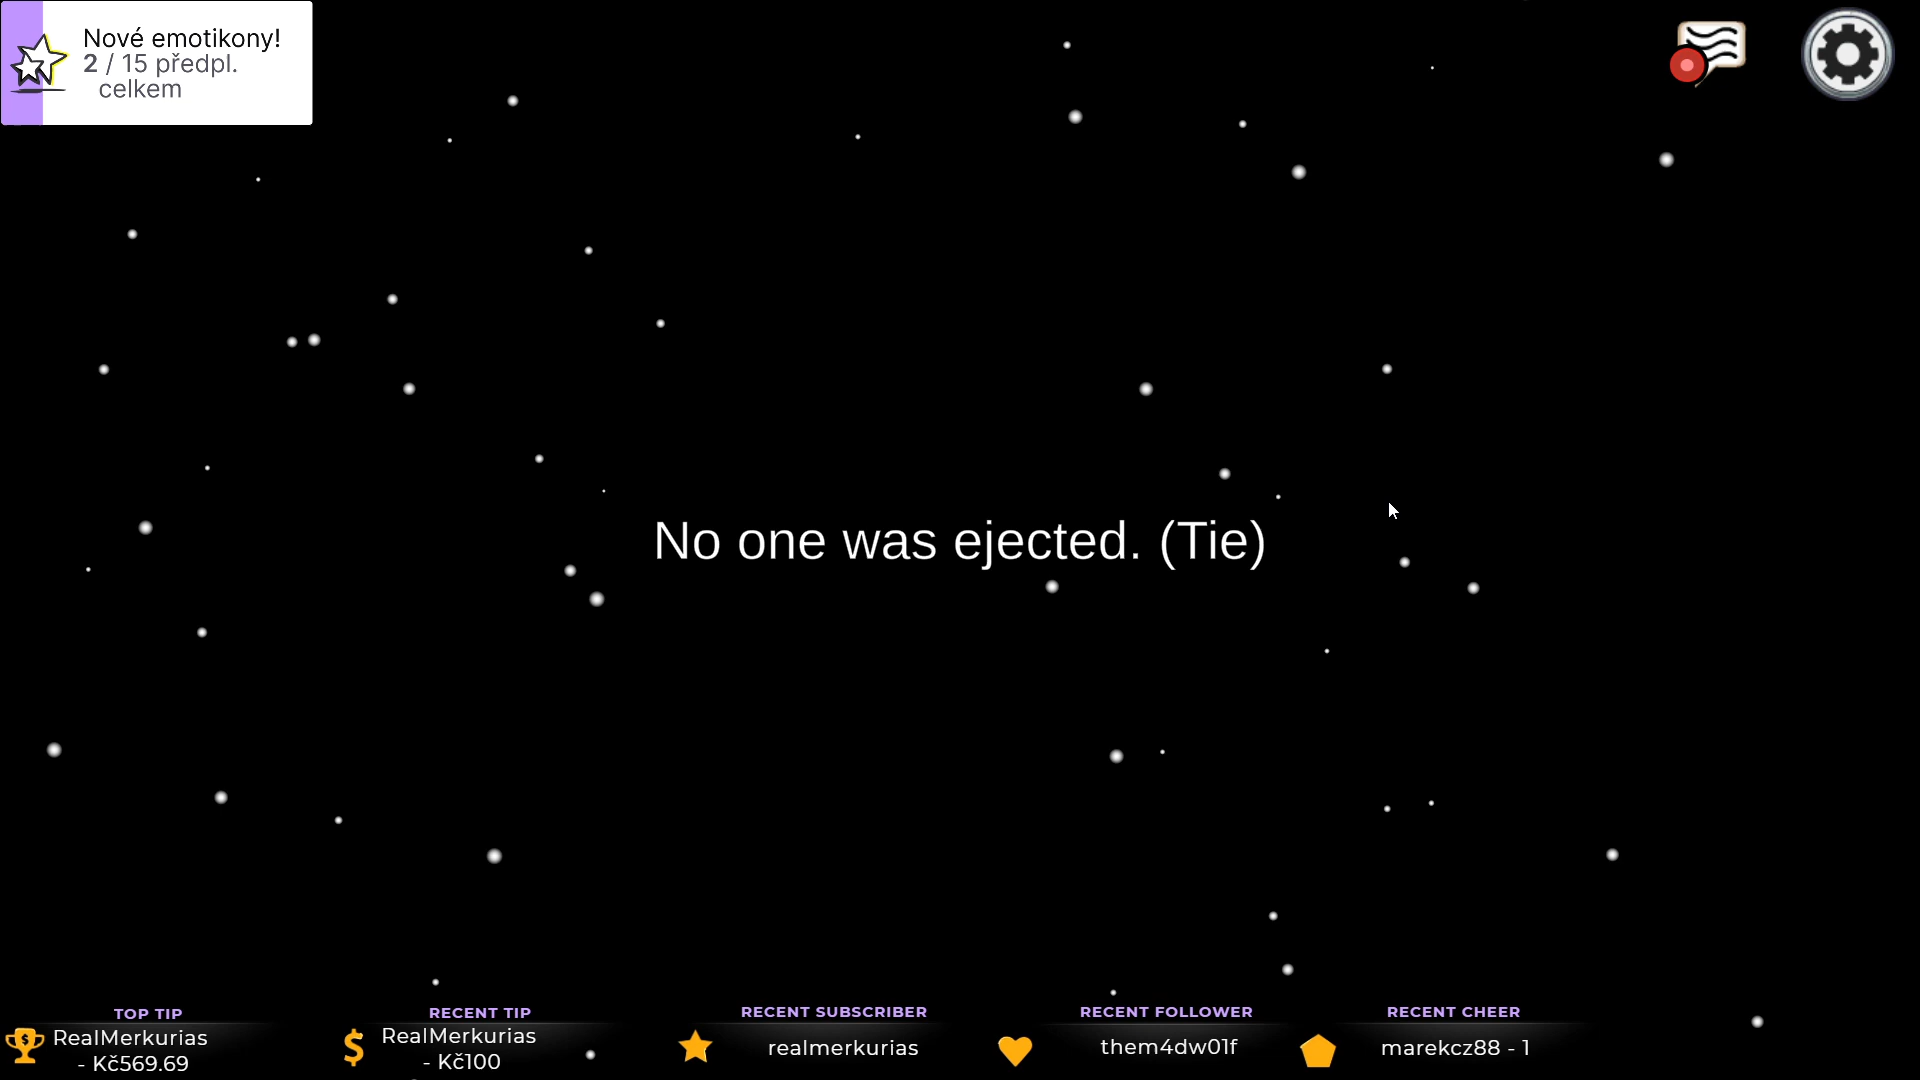 Nové emotikony!
2 / 15 předpl.
celkem
No one was ejected. (Tie)
TOP TIP
RealMerkurias
- Kč569.69
RECENT TIP
RealMerkurias
- Kč100
RECENT SUBSCRIBER
realmerkurias
RECENT FOLLOWER
them4dw01f
RECENT CHEER
marekcz88 - 1